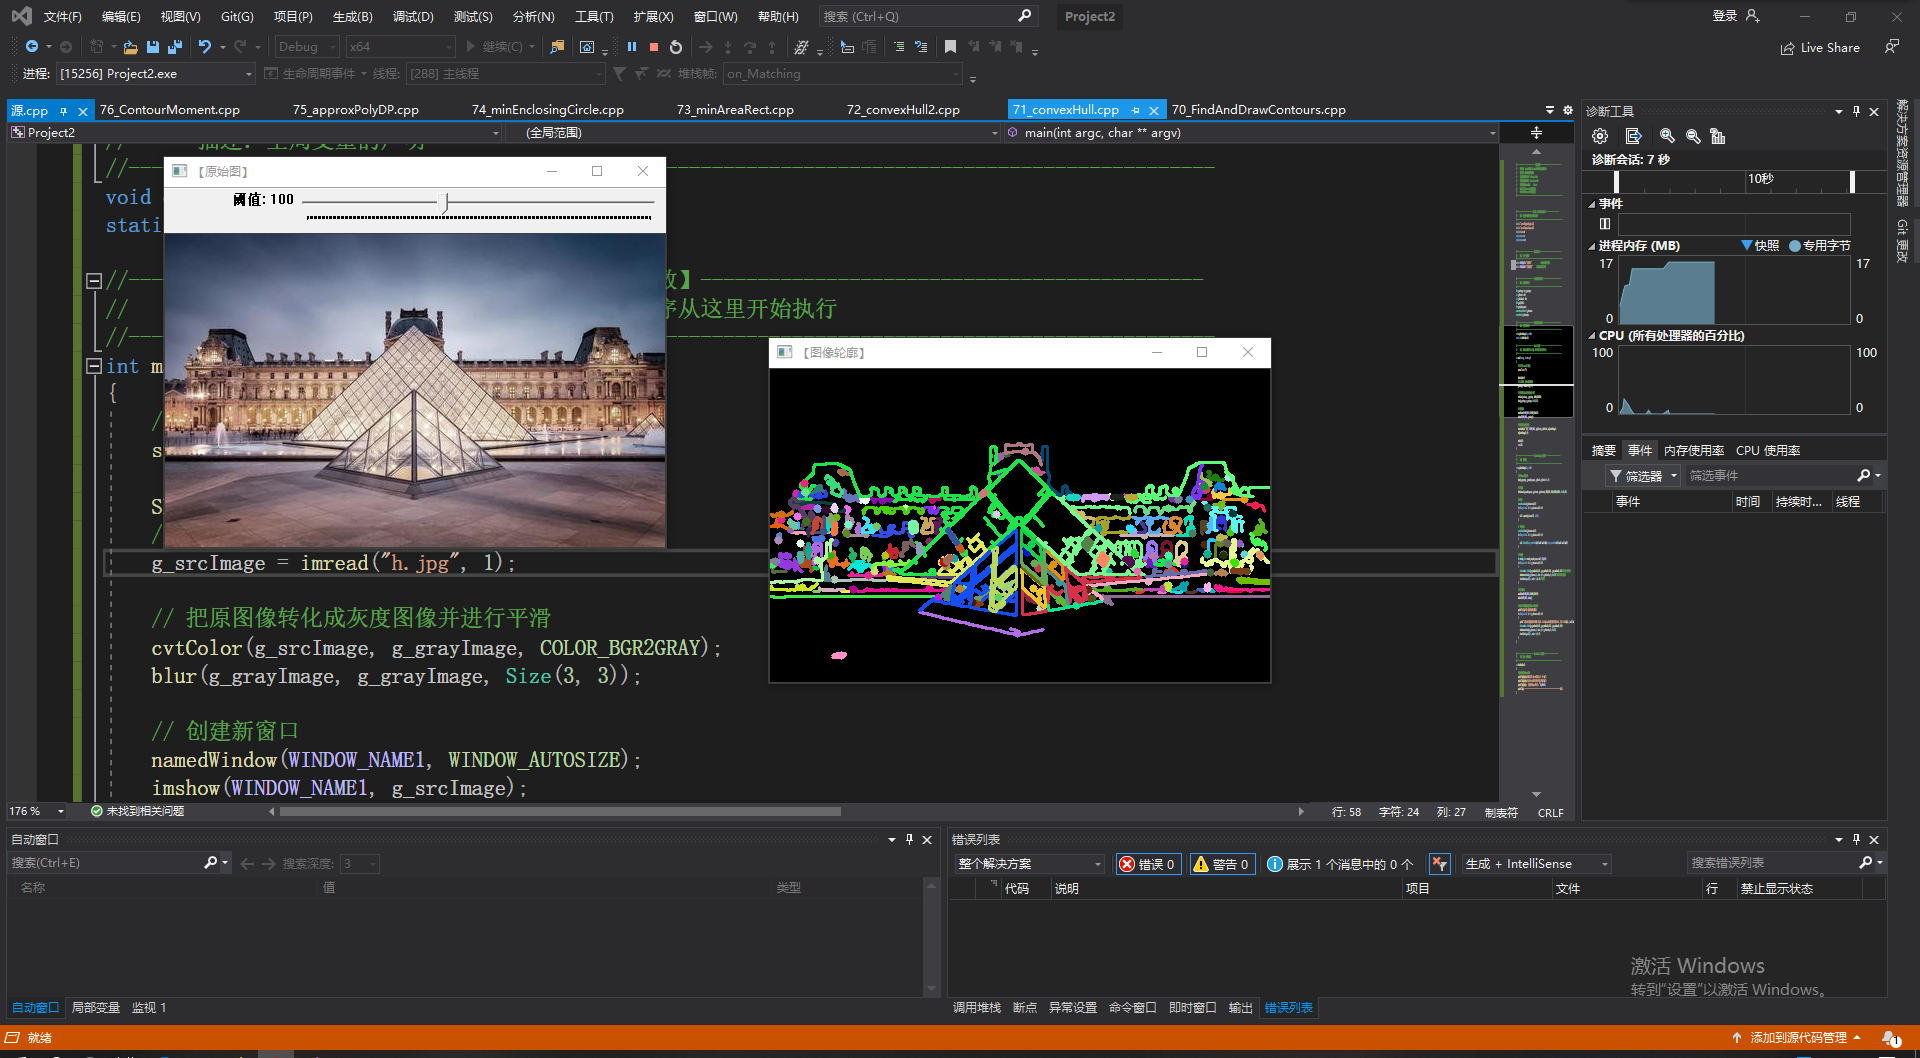 文件(F) 编辑(E) 视图(V) Git(G) 项目(P) 生成(B) 调试(D) 测试(S) 分析(N) 工具(T) 扩展(X) 窗口(W) 帮助(H) 搜索 (Ctrl+Q) Project2 登录
Debug x64 继续(C) Live Share
进程: [15256] Project2.exe 生命周期事件 线程: [288] 主线程 堆栈帧: on_Matching
源.cpp 76_ContourMoment.cpp 75_approxPolyDP.cpp 74_minEnclosingCircle.cpp 73_minAreaRect.cpp 72_convexHull2.cpp 71_convexHull.cpp 70_FindAndDrawContours.cpp
Project2 (全局范围) main(int argc, char ** argv)
【原始图】
阈值: 100
void
stati
//
数】
//
序从这里开始执行
//
int m
{
/
s
S
/
g_srcImage = imread("h.jpg", 1);
// 把原图像转化成灰度图像并进行平滑
cvtColor(g_srcImage, g_grayImage, COLOR_BGR2GRAY);
blur(g_grayImage, g_grayImage, Size(3, 3));
// 创建新窗口
namedWindow(WINDOW_NAME1, WINDOW_AUTOSIZE);
imshow(WINDOW_NAME1, g_srcImage);
【图像轮廓】
176 % 未找到相关问题 行: 58 字符: 24 列: 27 制表符 CRLF
诊断工具
诊断会话: 7 秒
10秒
事件
进程内存 (MB) 快照 专用字节
17 17
0 0
CPU (所有处理器的百分比)
100 100
0 0
摘要 事件 内存使用率 CPU 使用率
筛选器 筛选事件
事件 时间 持续时... 线程
解决方案资源管理器
Git 更改
自动窗口
搜索(Ctrl+E) 搜索深度: 3
名称 值 类型
自动窗口 局部变量 监视 1
错误列表
整个解决方案 错误 0 警告 0 展示 1 个消息中的 0 个 生成 + IntelliSense 搜索错误列表
代码 说明 项目 文件 行 禁止显示状态
激活 Windows
转到"设置"以激活 Windows。
调用堆栈 断点 异常设置 命令窗口 即时窗口 输出 错误列表
就绪 添加到源代码管理 1